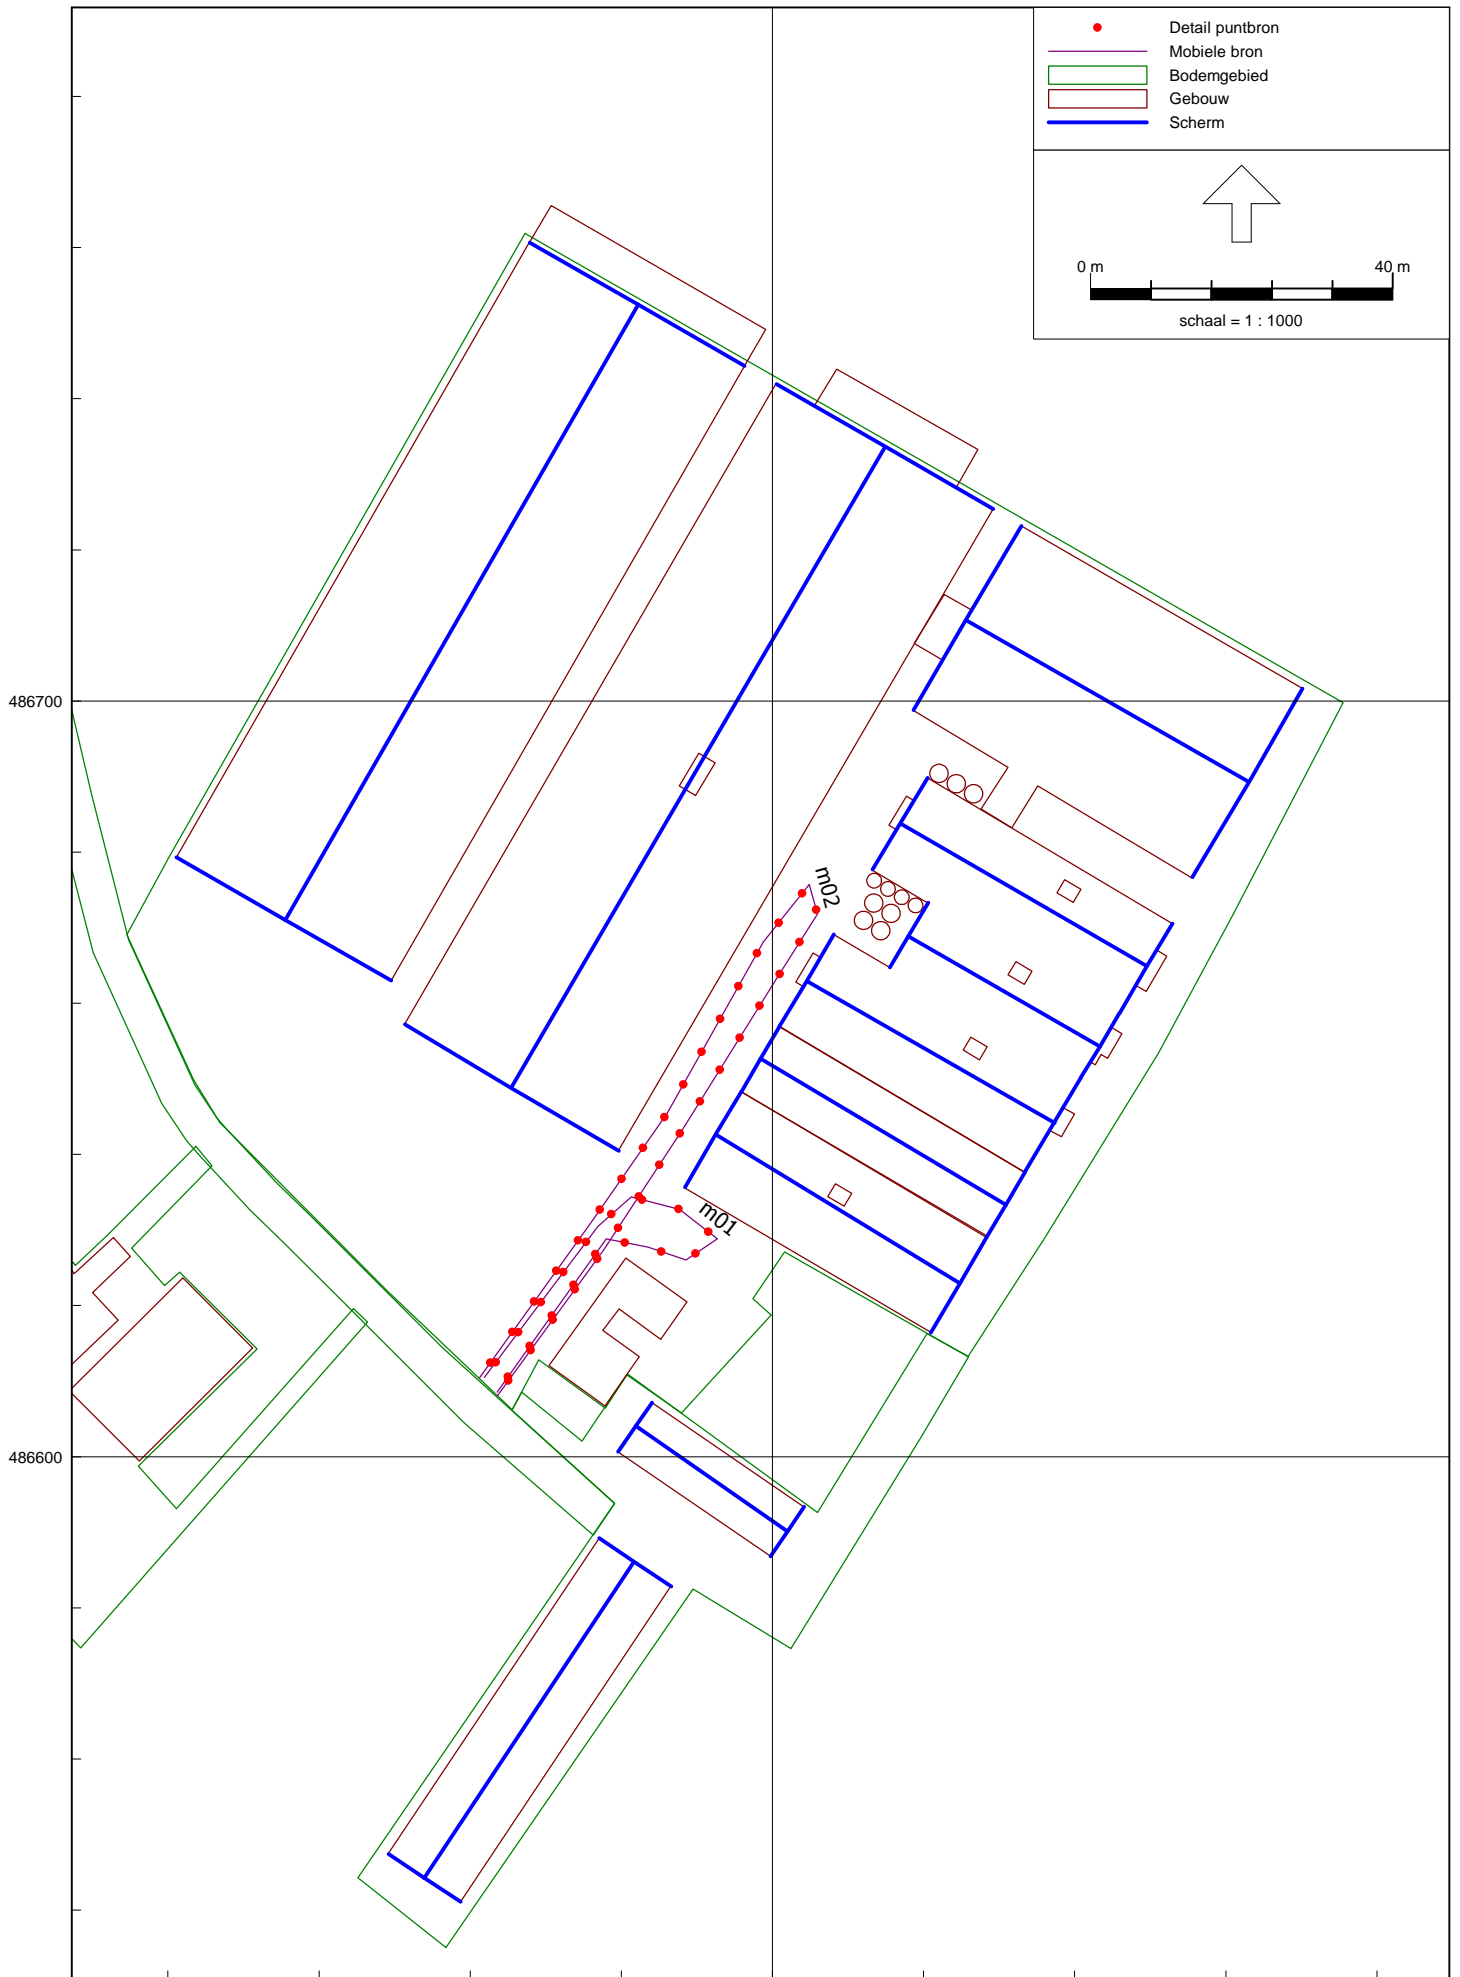 Detail puntbron
Mobiele bron
Bodemgebied
Gebouw
Scherm
0 m 40 m
schaal = 1 : 1000
486700
m02
m01
486600